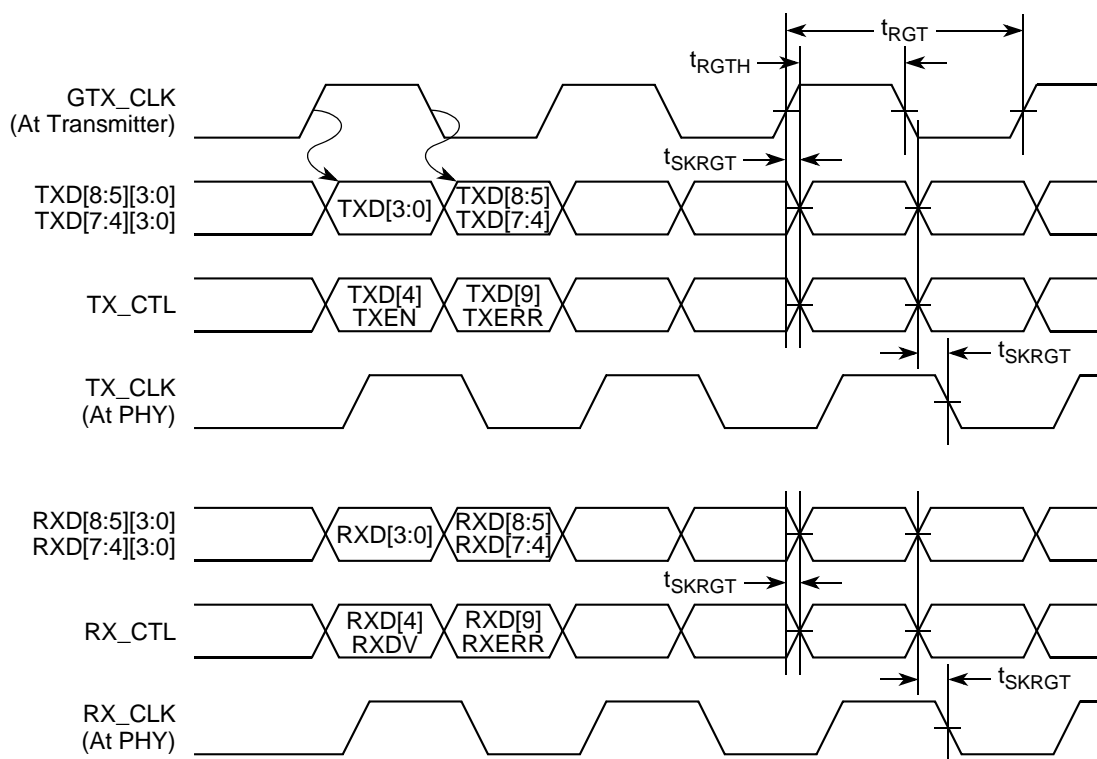 tRGT
tRGTH
GTX_CLK
(At Transmitter)
tSKRGT
TXD[8:5][3:0]
TXD[7:4][3:0]
TXD[3:0]
TXD[8:5]
TXD[7:4]
TX_CTL
TXD[4]
TXEN
TXD[9]
TXERR
tSKRGT
TX_CLK
(At PHY)
RXD[8:5][3:0]
RXD[7:4][3:0]
RXD[3:0]
RXD[8:5]
RXD[7:4]
tSKRGT
RX_CTL
RXD[4]
RXDV
RXD[9]
RXERR
tSKRGT
RX_CLK
(At PHY)